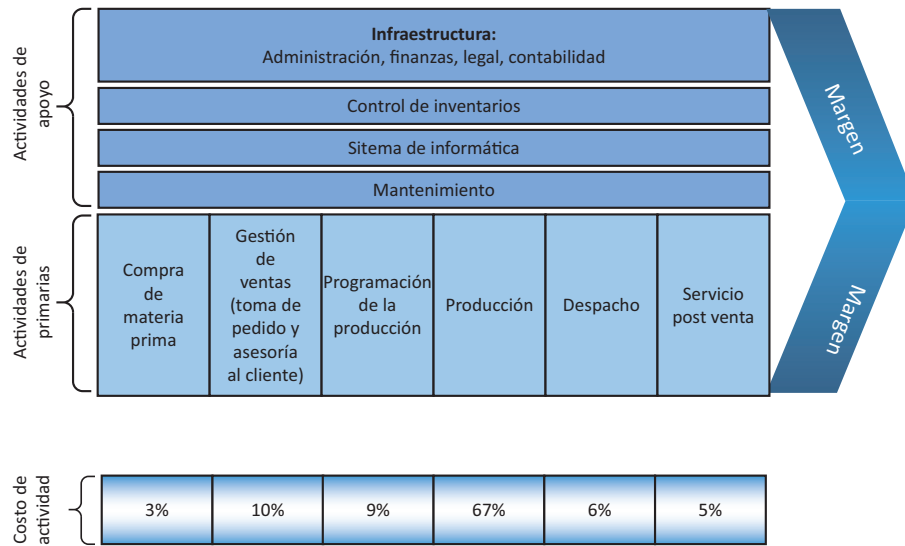 Actividades de
apoyo
Infraestructura:
Administración, finanzas, legal, contabilidad
Control de inventarios
Sitema de informática
Mantenimiento
Margen
Actividades de
primarias
Compra
de
materia
prima
Gestión
de
ventas
(toma de
pedido y
asesoría
al cliente)
Programación
de la
producción
Producción
Despacho
Servicio
post venta
Margen
Costo de
actividad
3%
10%
9%
67%
6%
5%